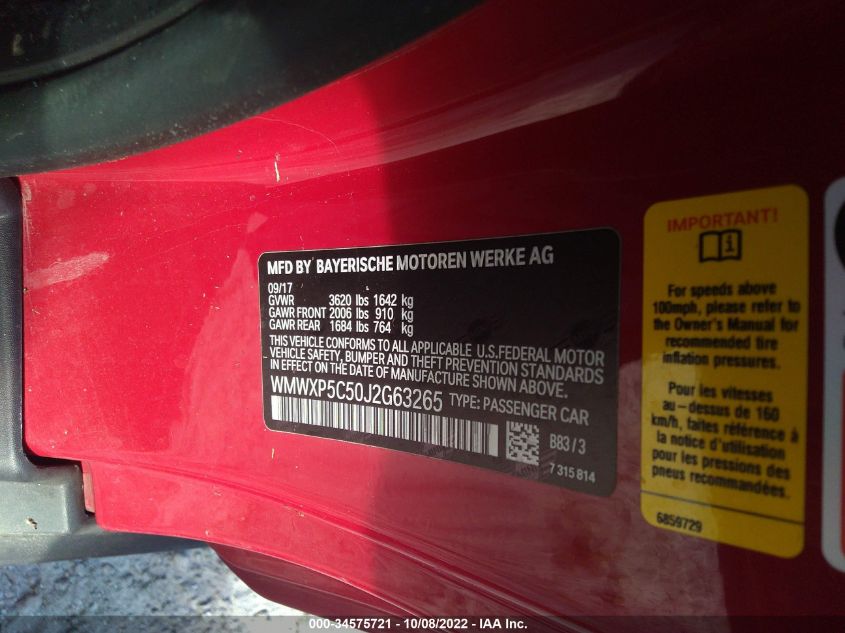 MFD BY BAYERISCHE MOTOREN WERKE AG
09/17
GVWR 3620 lbs 1642 kg
GAWR FRONT 2006 lbs 910 kg
GAWR REAR 1684 lbs 764 kg
THIS VEHICLE CONFORMS TO ALL APPLICABLE U.S.FEDERAL MOTOR
VEHICLE SAFETY, BUMPER AND THEFT PREVENTION STANDARDS
IN EFFECT ON THE DATE OF MANUFACTURE SHOWN ABOVE.
WMWXP5C50J2G63265 TYPE: PASSENGER CAR
B83 / 3
7 315 814
IMPORTANT!
For speeds above
100mph, please refer to
the Owner's Manual for
recommended tire
inflation pressures.
Pour les vitesses
au-dessus de 160
km/h, faites référence à
la notice d'utilisation
pour les pressions des
pneus recommandées.
6859729
000-34575721 - 10/08/2022 - IAA Inc.